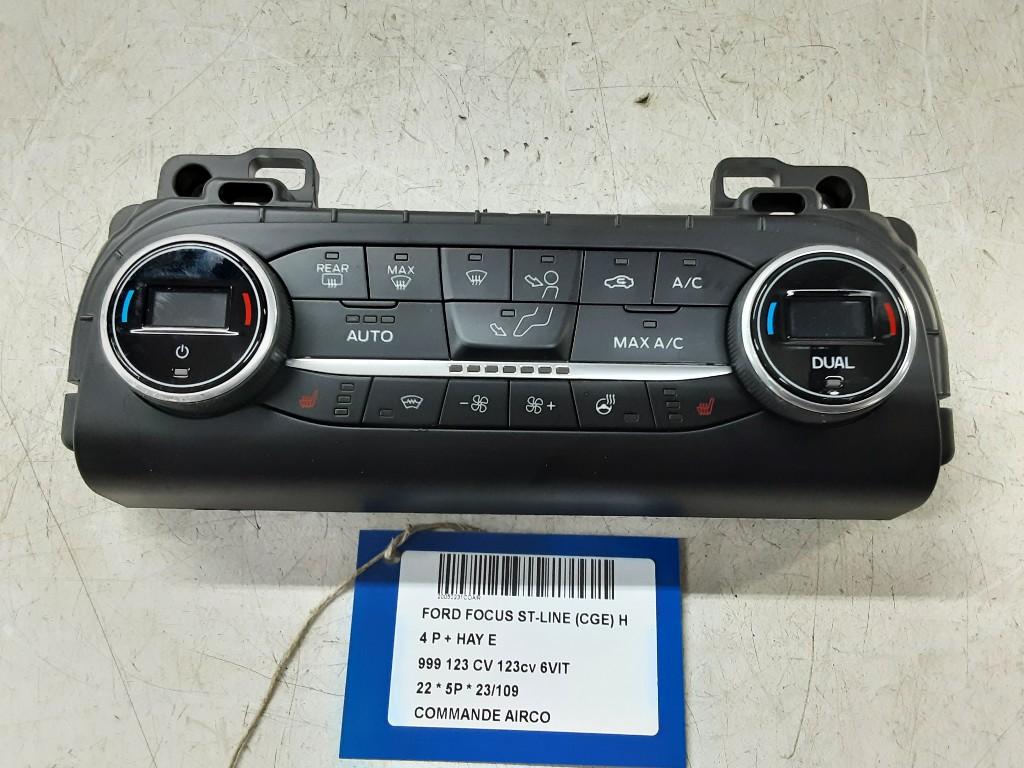 REAR
MAX
A/C
AUTO
MAX A/C
DUAL
- +
FORD FOCUS ST-LINE (CGE) H
4 P + HAY E
999 123 CV 123cv 6VIT
22 * 5P * 23/109
COMMANDE AIRCO